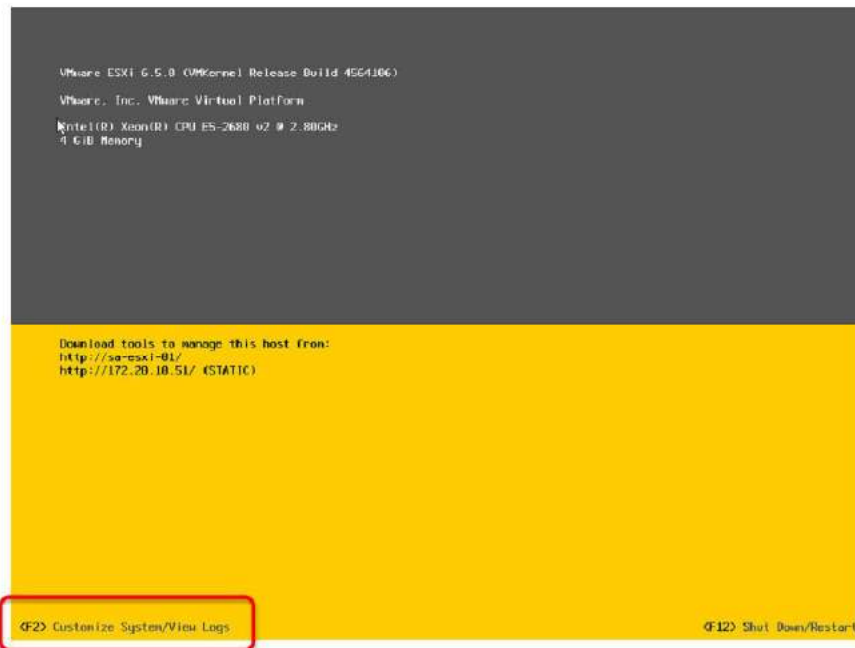 VMware ESXi 6.5.0 (VMKernel Release Build 4564106)
VMware, Inc. VMware Virtual Platform
Intel(R) Xeon(R) CPU E5-2680 v2 @ 2.80GHz
4 GiB Memory
Download tools to manage this host from:
http://sa-esxi-01/
http://172.20.10.51/ (STATIC)
<F2> Customize System/View Logs
<F12> Shut Down/Restart